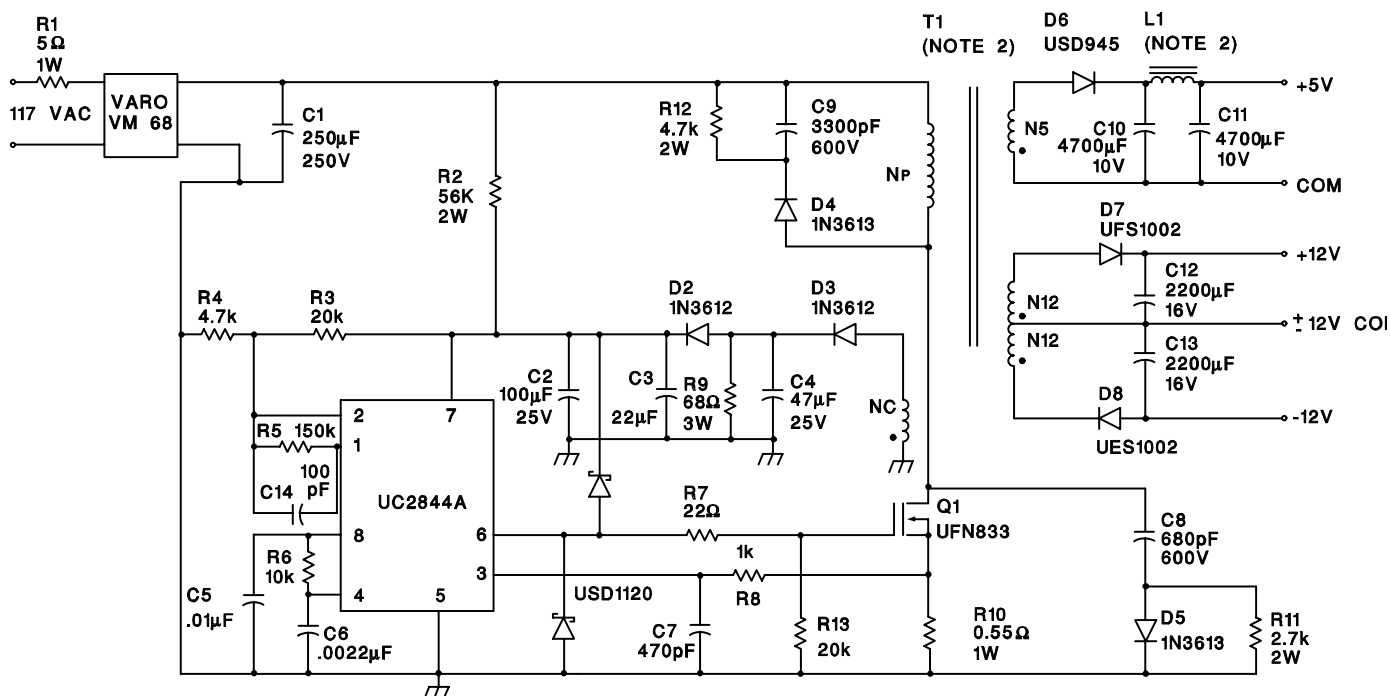 R1
5Ω
1W
117 VAC
VARO
VM 68
C1
250µF
250V
R2
56K
2W
R12
4.7k
2W
C9
3300pF
600V
D4
1N3613
NP
T1
(NOTE 2)
D6
USD945
L1
(NOTE 2)
+5V
N5
C10
4700µF
10V
C11
4700µF
10V
COM
D7
UFS1002
+12V
C12
2200µF
16V
N12
± 12V COI
N12
C13
2200µF
16V
D8
UES1002
-12V
R4
4.7k
R3
20k
D2
1N3612
D3
1N3612
C2
100µF
25V
C3
22µF
R9
68Ω
3W
C4
47µF
25V
NC
2
7
R5 150k
1
100
pF
C14
UC2844A
8
6
R6
10k
3
4
5
C5
.01µF
C6
.0022µF
USD1120
R7
22Ω
Q1
UFN833
1k
R8
C7
470pF
R13
20k
R10
0.55Ω
1W
C8
680pF
600V
D5
1N3613
R11
2.7k
2W